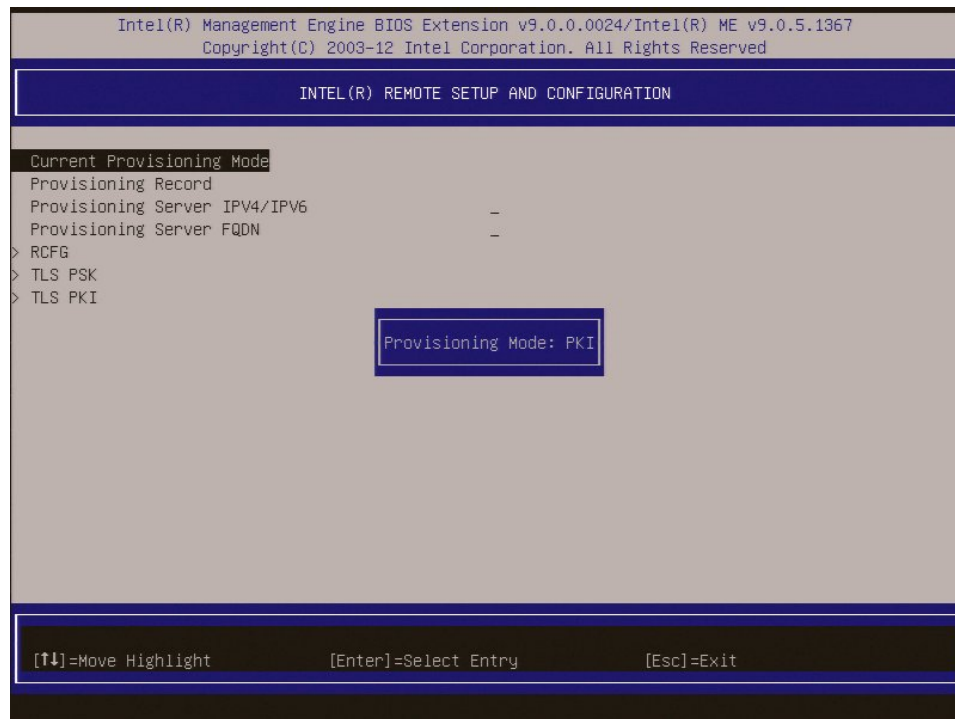 Intel(R) Management Engine BIOS Extension v9.0.0.0024/Intel(R) ME v9.0.5.1367
Copyright(C) 2003-12 Intel Corporation. All Rights Reserved
INTEL(R) REMOTE SETUP AND CONFIGURATION
Current Provisioning Mode
Provisioning Record
Provisioning Server IPV4/IPV6 _
Provisioning Server FQDN _
> RCFG
> TLS PSK
> TLS PKI
Provisioning Mode: PKI
[↑↓]=Move Highlight [Enter]=Select Entry [Esc]=Exit